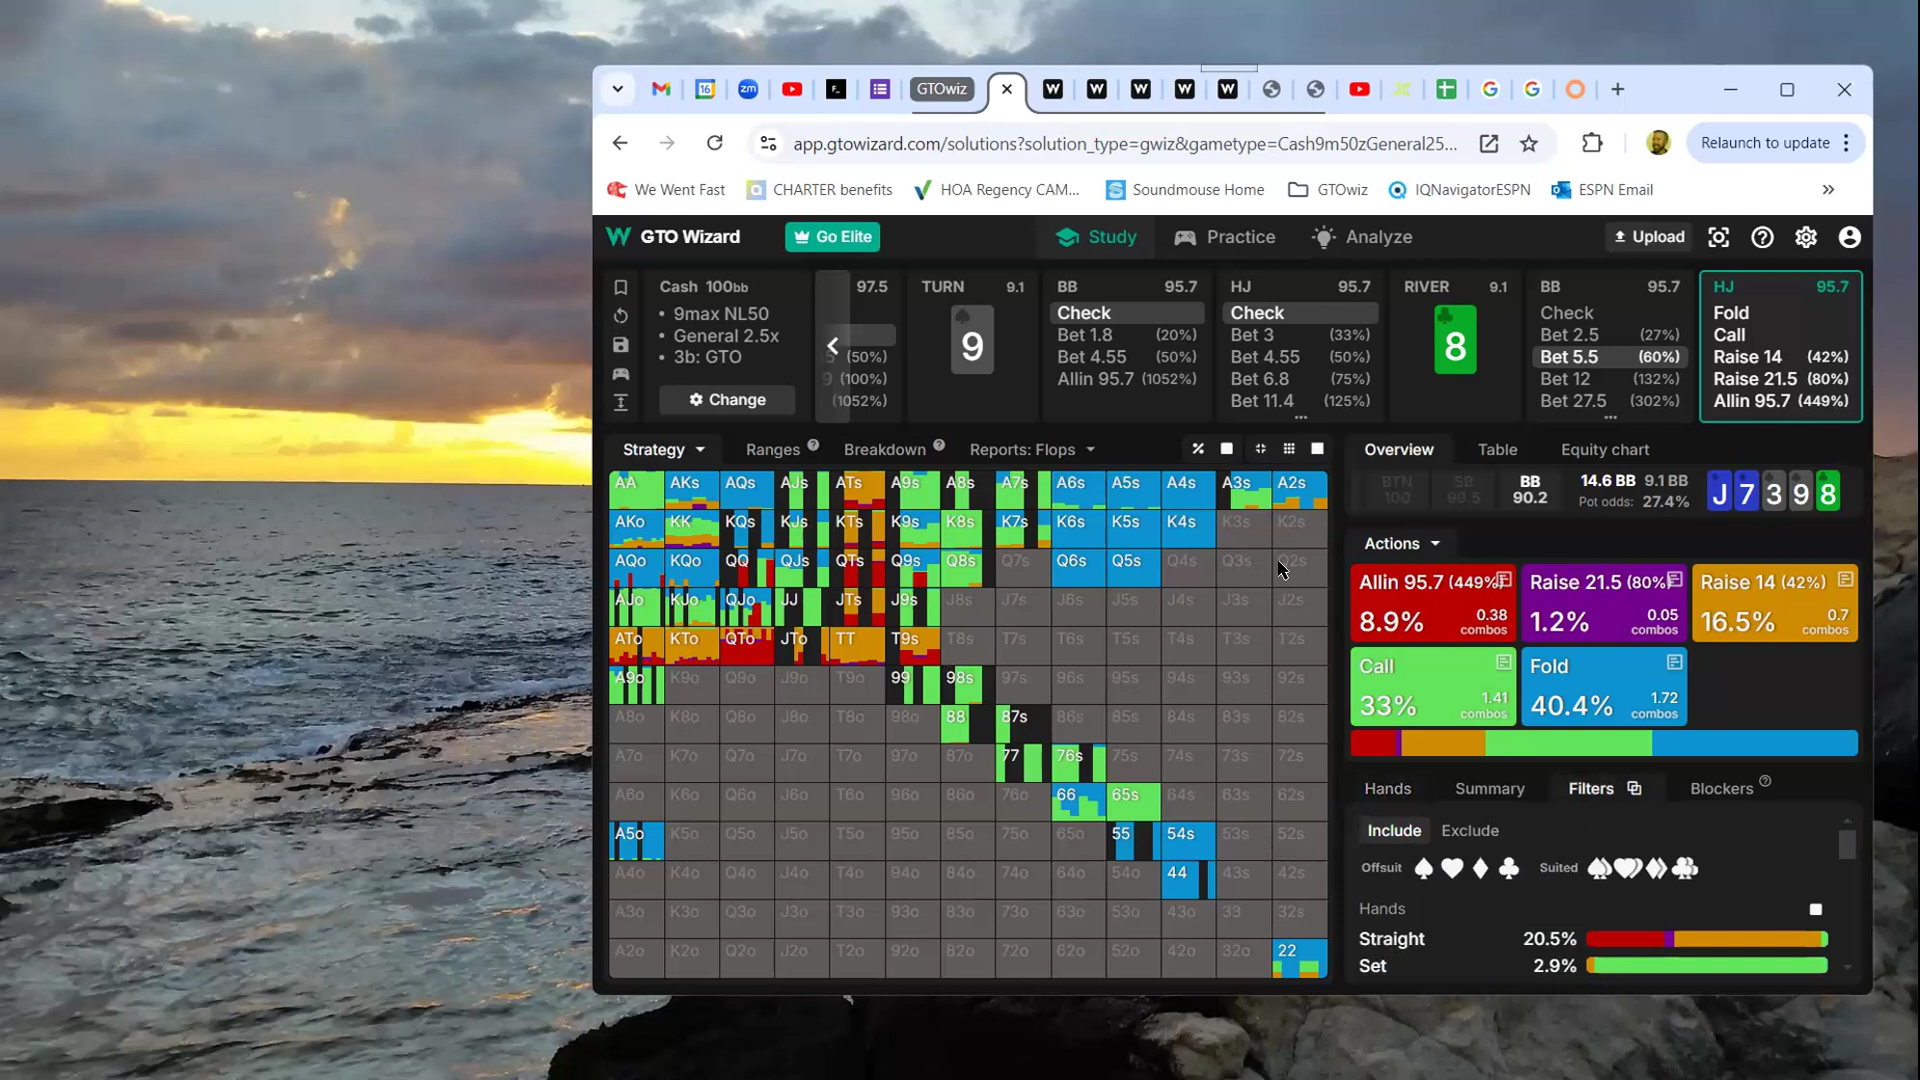 GTOwiz
app.gtowizard.com/solutions?solution_type=gwiz&gametype=Cash9m50zGeneral25...
Relaunch to update
We Went Fast
CHARTER benefits
HOA Regency CAM...
Soundmouse Home
GTOwiz
IQNavigatorESPN
ESPN Email
GTO Wizard
Go Elite
Study
Practice
Analyze
Upload
Cash 100bb
• 9max NL50
• General 2.5x
• 3b: GTO
Change
97.5
(50%)
9 (100%)
(1052%)
TURN 9.1
9
BB 95.7
Check
Bet 1.8 (20%)
Bet 4.55 (50%)
Allin 95.7 (1052%)
HJ 95.7
Check
Bet 3 (33%)
Bet 4.55 (50%)
Bet 6.8 (75%)
Bet 11.4 (125%)
RIVER 9.1
8
BB 95.7
Check
Bet 2.5 (27%)
Bet 5.5 (60%)
Bet 12 (132%)
Bet 27.5 (302%)
HJ 95.7
Fold
Call
Raise 14 (42%)
Raise 21.5 (80%)
Allin 95.7 (449%)
Strategy
Ranges
Breakdown
Reports: Flops
AA AKs AQs AJs ATs A9s A8s A7s A6s A5s A4s A3s A2s
AKo KK KQs KJs KTs K9s K8s K7s K6s K5s K4s K3s K2s
AQo KQo QQ QJs QTs Q9s Q8s Q7s Q6s Q5s Q4s Q3s Q2s
AJo KJo QJo JJ JTs J9s J8s J7s J6s J5s J4s J3s J2s
ATo KTo QTo JTo TT T9s T8s T7s T6s T5s T4s T3s T2s
A9o K9o Q9o J9o T9o 99 98s 97s 96s 95s 94s 93s 92s
A8o K8o Q8o J8o T8o 98o 88 87s 86s 85s 84s 83s 82s
A7o K7o Q7o J7o T7o 97o 87o 77 76s 75s 74s 73s 72s
A6o K6o Q6o J6o T6o 96o 86o 76o 66 65s 64s 63s 62s
A5o K5o Q5o J5o T5o 95o 85o 75o 65o 55 54s 53s 52s
A4o K4o Q4o J4o T4o 94o 84o 74o 64o 54o 44 43s 42s
A3o K3o Q3o J3o T3o 93o 83o 73o 63o 53o 43o 33 32s
A2o K2o Q2o J2o T2o 92o 82o 72o 62o 52o 42o 32o 22
Overview
Table
Equity chart
BTN
100
SB
99.5
BB
90.2
14.6 BB 9.1 BB
Pot odds: 27.4%
J 7 3 9 8
Actions
Allin 95.7 (449%)
8.9%
0.38
combos
Raise 21.5 (80%)
1.2%
0.05
combos
Raise 14 (42%)
16.5%
0.7
combos
Call
33%
1.41
combos
Fold
40.4%
1.72
combos
Hands
Summary
Filters
Blockers
Include
Exclude
Offsuit
Suited
Hands
Straight 20.5%
Set 2.9%